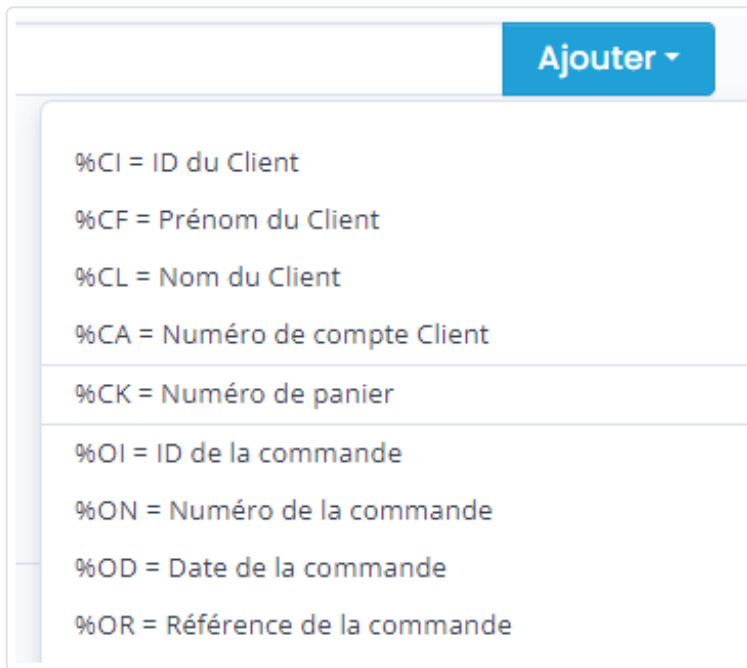 Ajouter
%CI = ID du Client
%CF = Prénom du Client
%CL = Nom du Client
%CA = Numéro de compte Client
%CK = Numéro de panier
%OI = ID de la commande
%ON = Numéro de la commande
%OD = Date de la commande
%OR = Référence de la commande